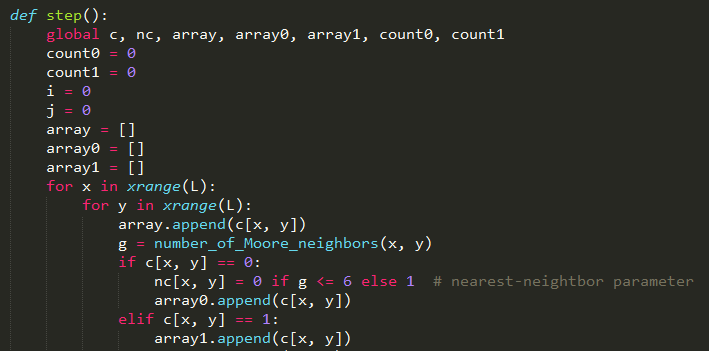 def step():
    global c, nc, array, array0, array1, count0, count1
    count0 = 0
    count1 = 0
    i = 0
    j = 0
    array = []
    array0 = []
    array1 = []
    for x in xrange(L):
        for y in xrange(L):
            array.append(c[x, y])
            g = number_of_Moore_neighbors(x, y)
            if c[x, y] == 0:
                nc[x, y] = 0 if g <= 6 else 1  # nearest-neightbor parameter
                array0.append(c[x, y])
            elif c[x, y] == 1:
                array1.append(c[x, y])